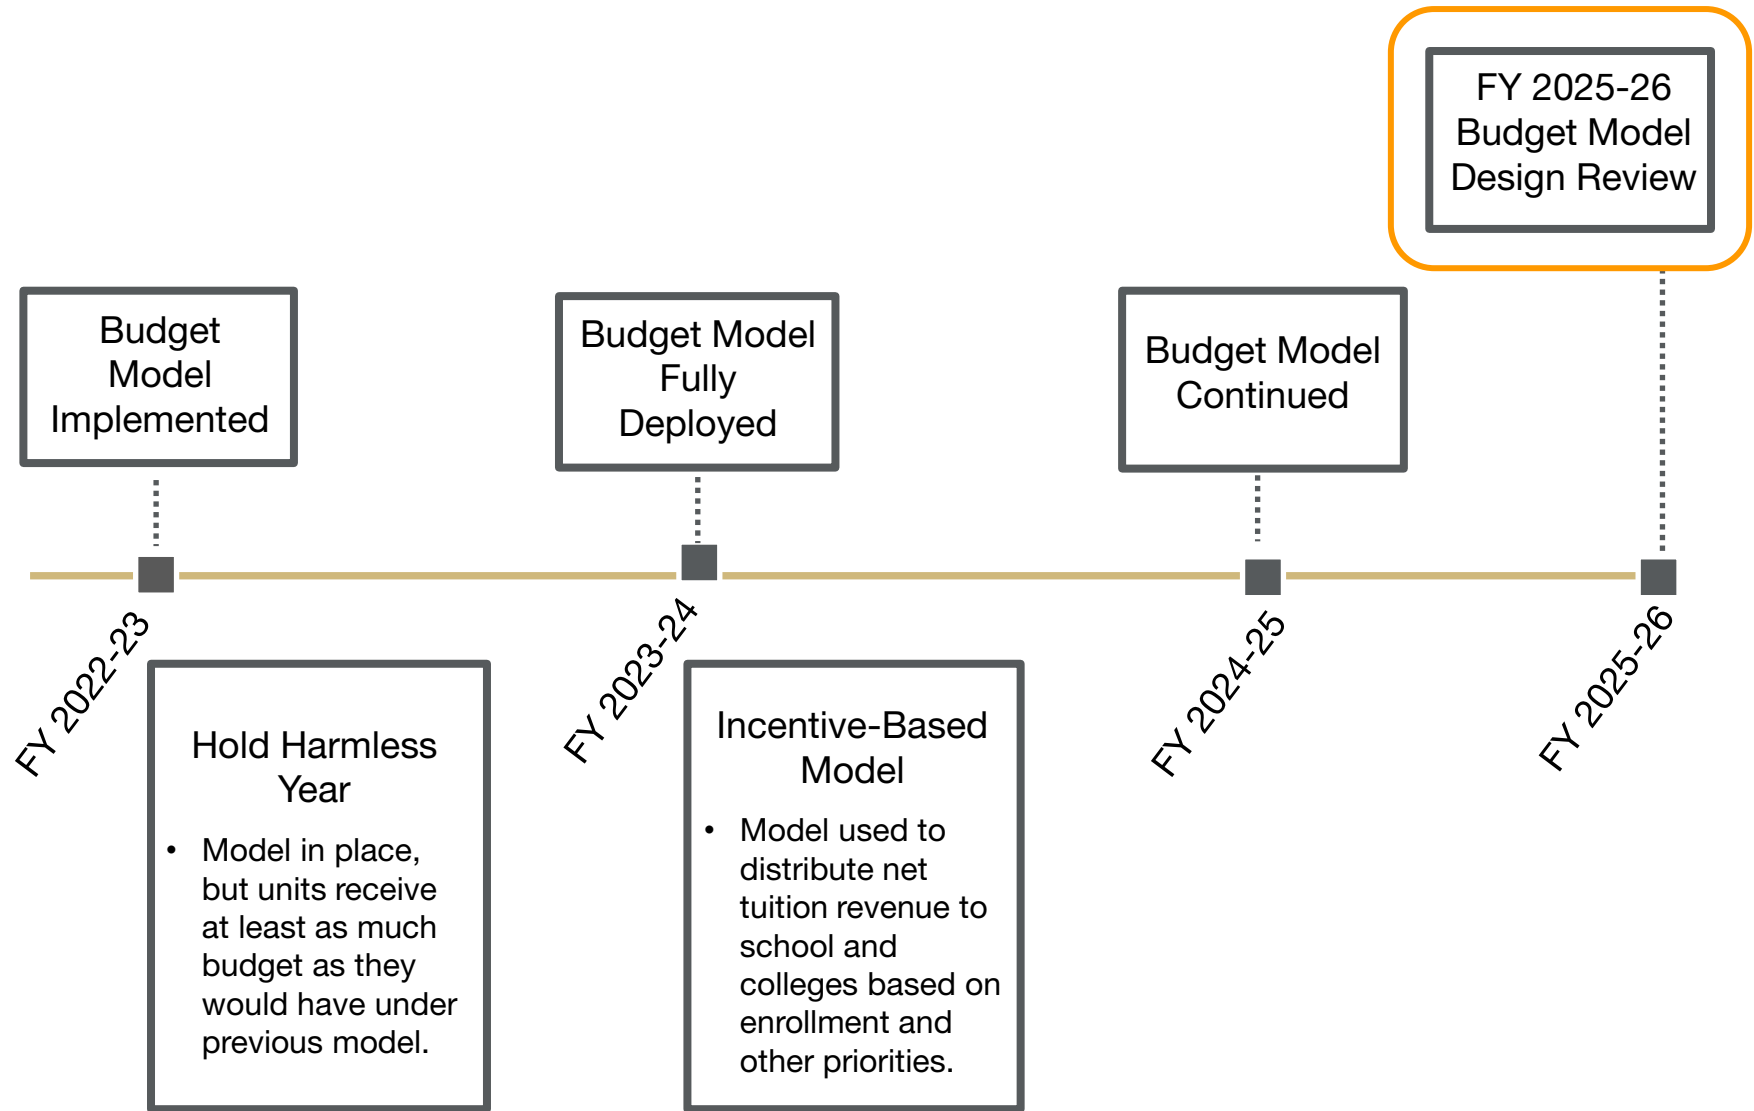 FY 2025-26
Budget Model
Design Review
Budget
Model
Implemented
Budget Model
Fully
Deployed
Budget Model
Continued
FY 2022-23
FY 2023-24
FY 2024-25
FY 2025-26
Hold Harmless
Year
• Model in place,
but units receive
at least as much
budget as they
would have under
previous model.
Incentive-Based
Model
• Model used to
distribute net
tuition revenue to
school and
colleges based on
enrollment and
other priorities.